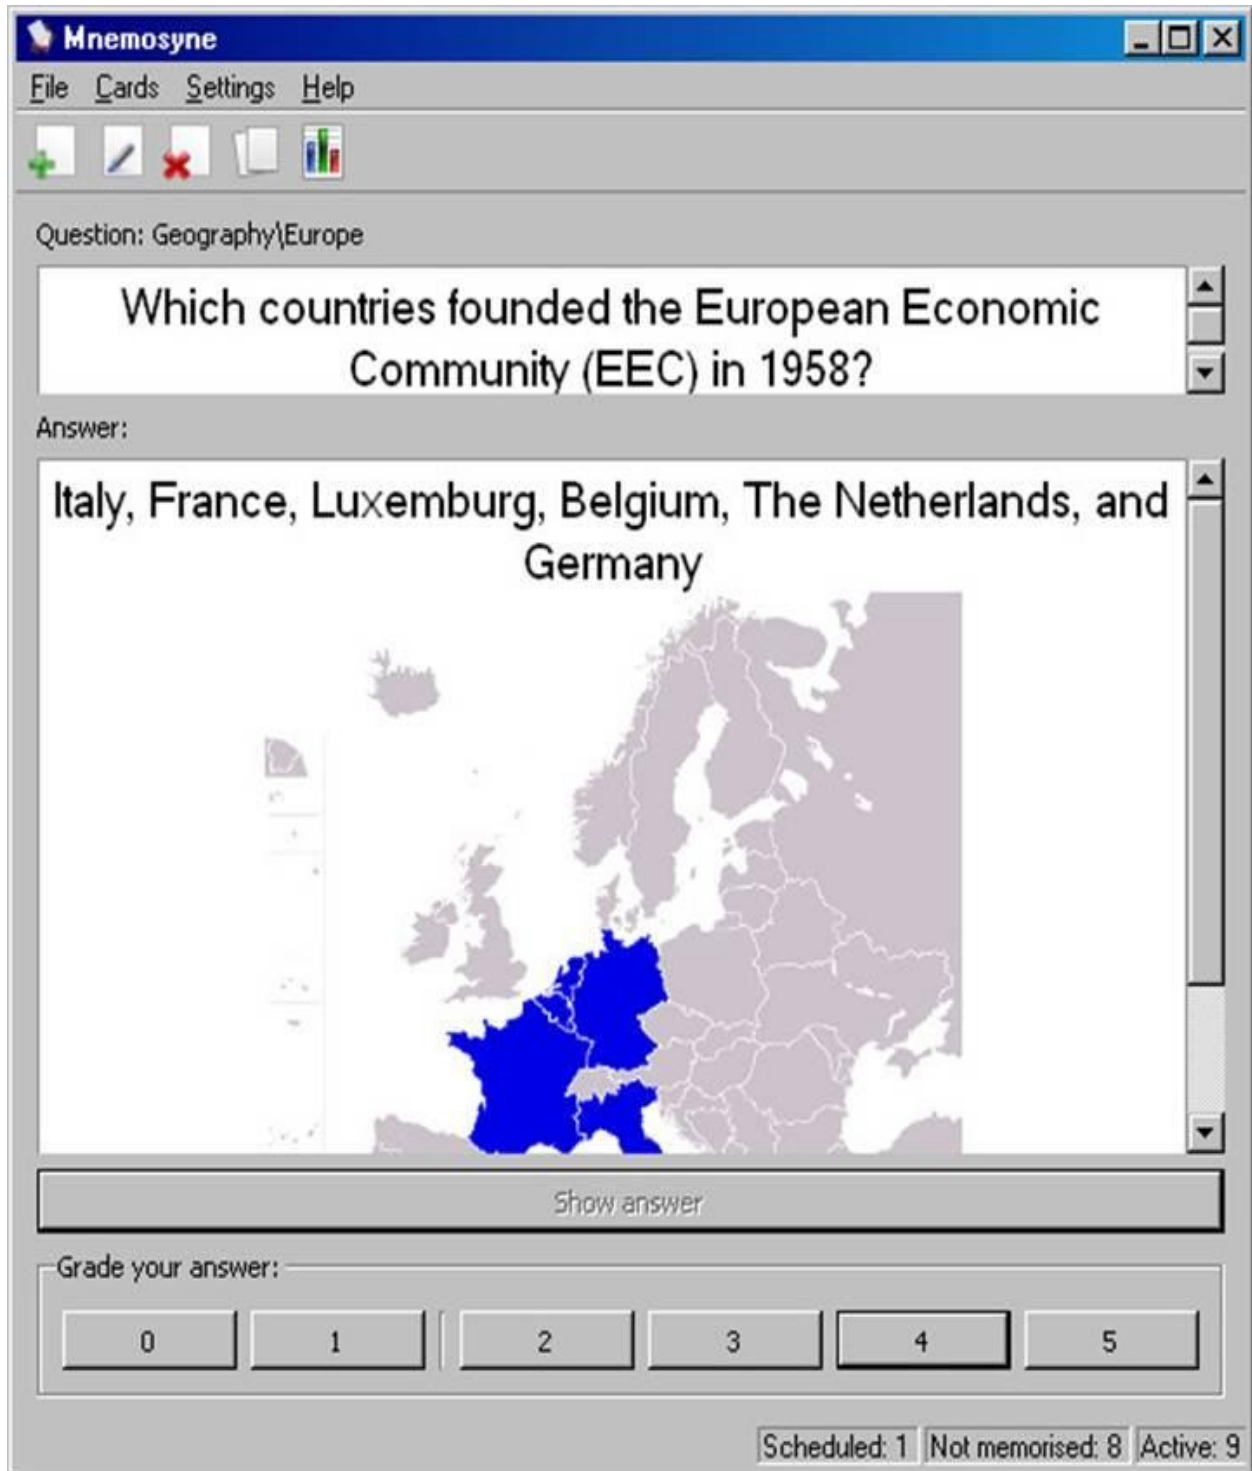 Mnemosyne
File Cards Settings Help
Question: Geography\Europe
Which countries founded the European Economic
Community (EEC) in 1958?
Answer:
Italy, France, Luxemburg, Belgium, The Netherlands, and
Germany
Show answer
Grade your answer:
0 1 2 3 4 5
Scheduled: 1 Not memorised: 8 Active: 9